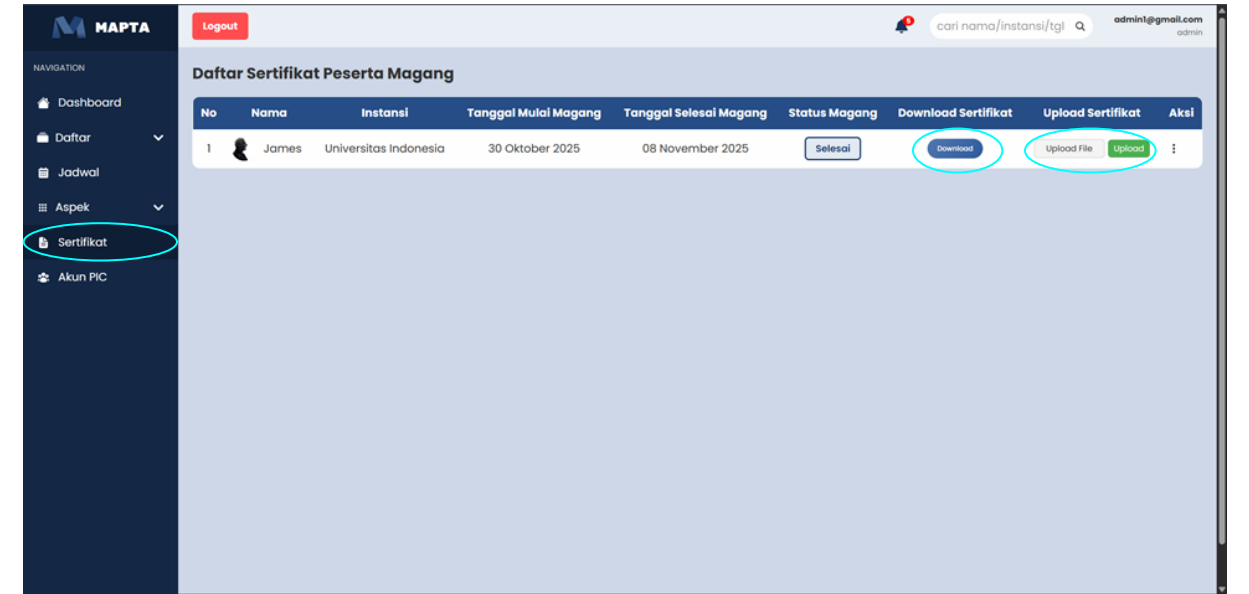 MAPTA
Logout
5
cari nama/instansi/tgl
admin1@gmail.com
admin
NAVIGATION
Dashboard
Daftar
Jadwal
Aspek
Sertifikat
Akun PIC
Daftar Sertifikat Peserta Magang
No Nama Instansi Tanggal Mulai Magang Tanggal Selesai Magang Status Magang Download Sertifikat Upload Sertifikat Aksi
1 James Universitas Indonesia 30 Oktober 2025 08 November 2025 Selesai Download Upload File Upload